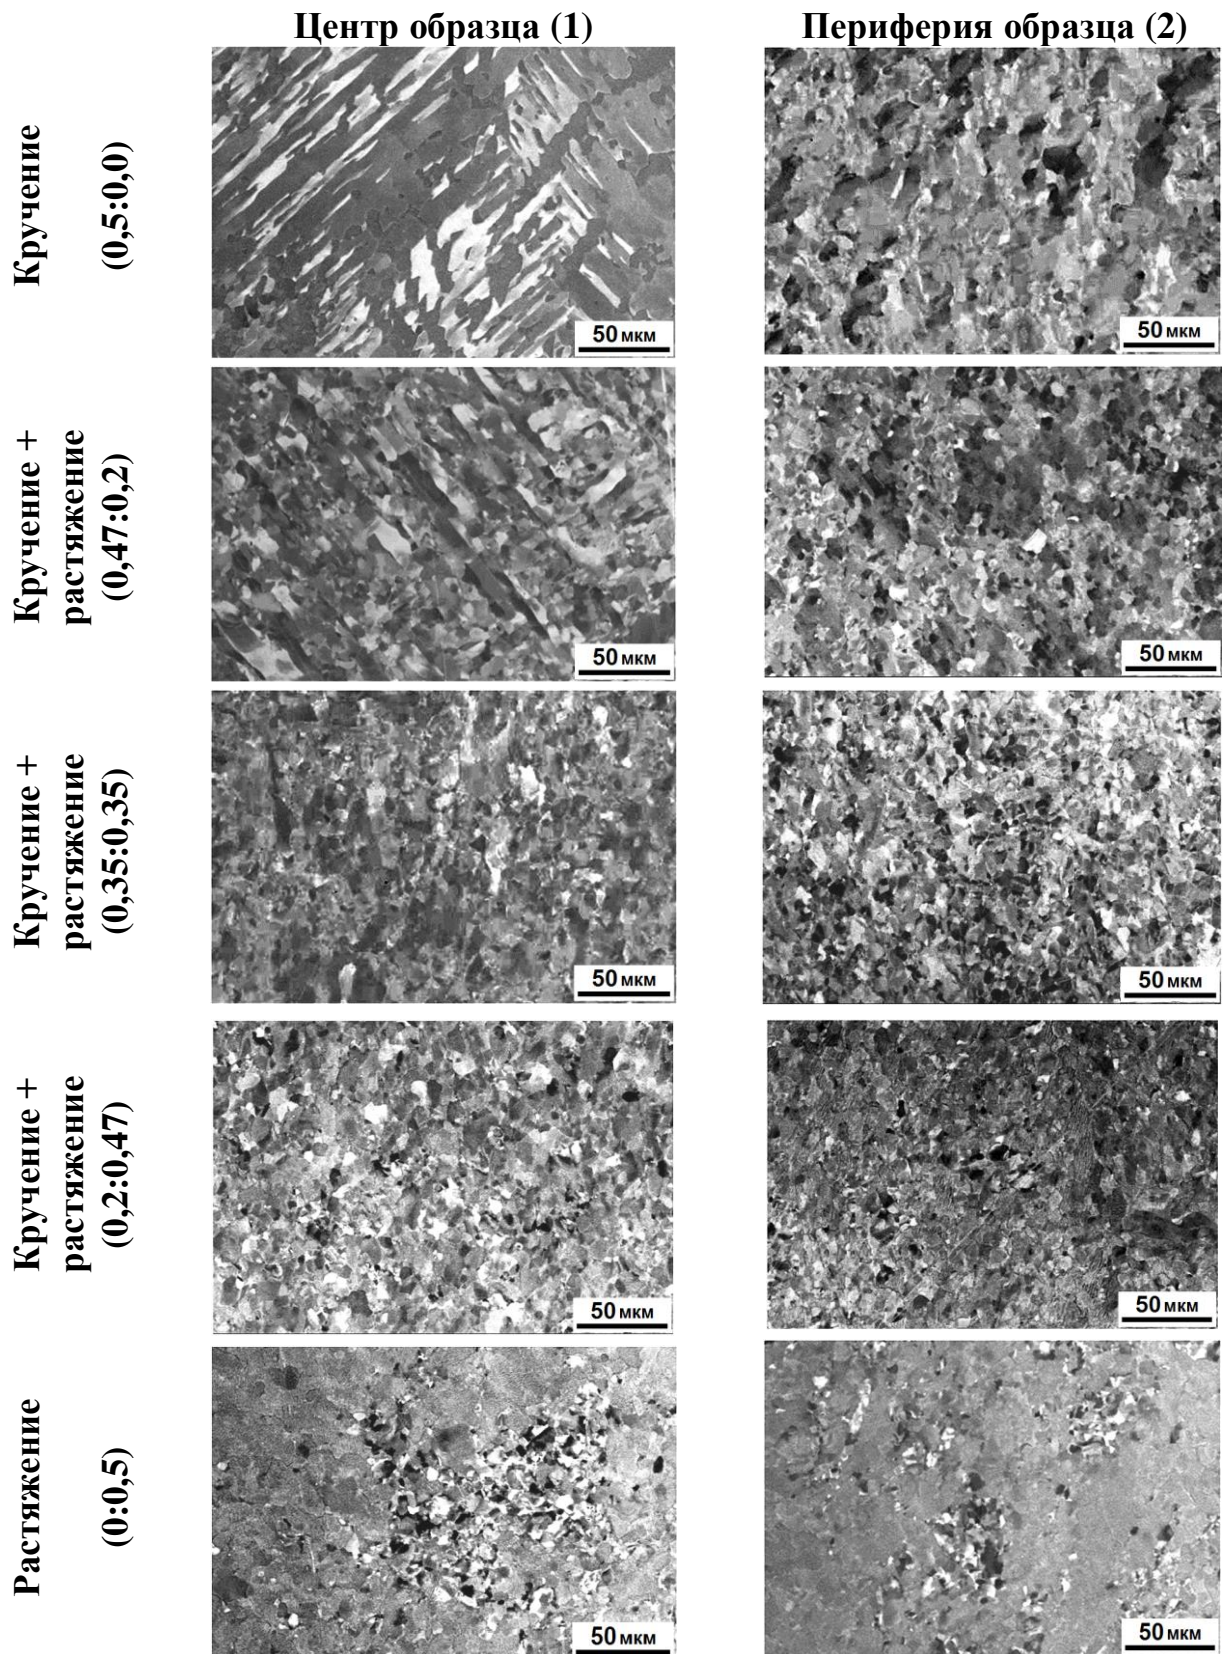 Центр образца (1)
Периферия образца (2)
Кручение
(0,5:0,0)
50 мкм
50 мкм
Кручение +
растяжение
(0,47:0,2)
50 мкм
50 мкм
Кручение +
растяжение
(0,35:0,35)
50 мкм
50 мкм
Кручение +
растяжение
(0,2:0,47)
50 мкм
50 мкм
Растяжение
(0:0,5)
50 мкм
50 мкм